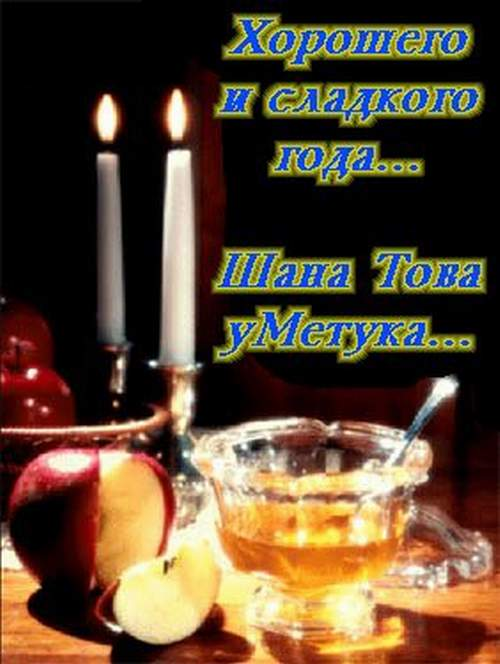 Хорошего
и сладкого
года...
Шана Това
уМетука...